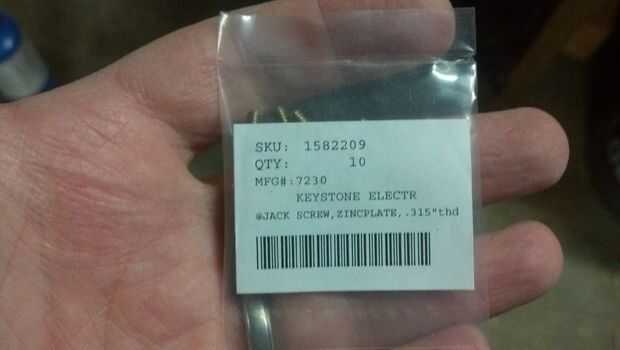 SKU: 1582209
QTY: 10
MFG#:7230
KEYSTONE ELECTR
@JACK SCREW,ZINCPLATE,.315"thd